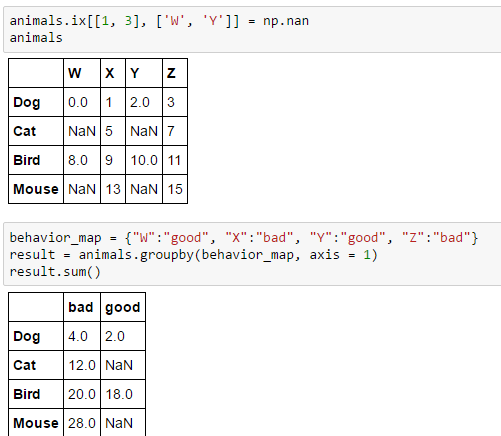 animals.ix[[1, 3], ['W', 'Y']] = np.nan
animals
W X Y Z
Dog 0.0 1 2.0 3
Cat NaN 5 NaN 7
Bird 8.0 9 10.0 11
Mouse NaN 13 NaN 15
behavior_map = {"W":"good", "X":"bad", "Y":"good", "Z":"bad"}
result = animals.groupby(behavior_map, axis = 1)
result.sum()
bad good
Dog 4.0 2.0
Cat 12.0 NaN
Bird 20.0 18.0
Mouse 28.0 NaN